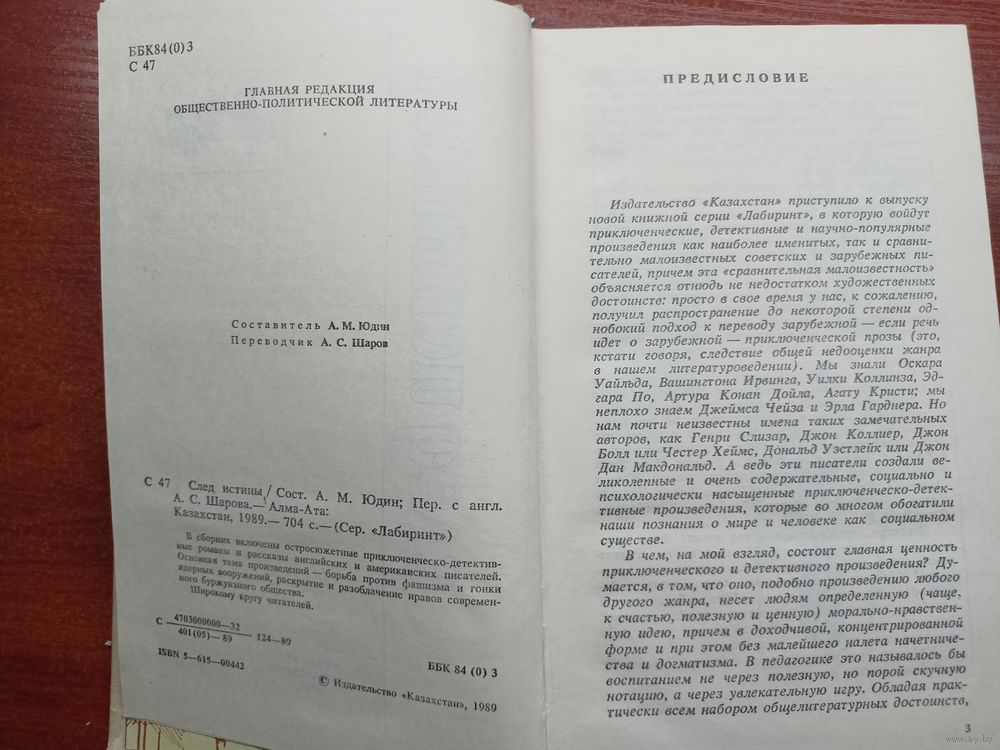 ББК84(0)3
С 47
ГЛАВНАЯ РЕДАКЦИЯ
ОБЩЕСТВЕННО-ПОЛИТИЧЕСКОЙ ЛИТЕРАТУРЫ
Составитель А. М. Юдин
Переводчик А. С. Шаров
С 47 След истины / Сост. А. М. Юдин; Пер. с англ.
А. С. Шарова.— Алма-Ата:
Казахстан, 1989.— 704 с.— (Сер. «Лабиринт»)
В сборник включены остросюжетные приключенческо-детектив-
ные романы и рассказы английских и американских писателей.
Основная тема произведений — борьба против фашизма и гонки
ядерных вооружений, раскрытие и разоблачение нравов современ-
ного буржуазного общества.
Широкому кругу читателей.
С 4703000000—32
401(05)—89 124—89
ISBN 5—615—00442
ББК 84 (0) 3
© Издательство «Казахстан», 1989
ПРЕДИСЛОВИЕ
Издательство «Казахстан» приступило к выпуску
новой книжной серии «Лабиринт», в которую войдут
приключенческие, детективные и научно-популярные
произведения как наиболее именитых, так и сравни-
тельно малоизвестных советских и зарубежных пи-
сателей, причем эта «сравнительная малоизвестность»
объясняется отнюдь не недостатком художественных
достоинств: просто в свое время у нас, к сожалению,
получил распространение до некоторой степени од-
нобокий подход к переводу зарубежной — если речь
идет о зарубежной — приключенческой прозы (это,
кстати говоря, следствие общей недооценки жанра
в нашем литературоведении). Мы знали Оскара
Уайльда, Вашингтона Ирвинга, Уилки Коллинза, Эд-
гара По, Артура Конан Дойла, Агату Кристи; мы
неплохо знаем Джеймса Чейза и Эрла Гарднера. Но
нам почти неизвестны имена таких замечательных
авторов, как Генри Слизар, Джон Коллиер, Джон
Болл или Честер Хеймс, Дональд Уэстлейк или Джон
Дан Макдональд. А ведь эти писатели создали ве-
ликолепные и очень содержательные, социально и
психологически насыщенные приключенческо-детек-
тивные произведения, которые во многом обогатили
наши познания о мире и человеке как социальном
существе.
В чем, на мой взгляд, состоит главная ценность
приключенческого и детективного произведения? Ду-
мается, в том, что оно, подобно произведению любого
другого жанра, несет людям определенную (чаще,
к счастью, полезную и ценную) морально-нравствен-
ную идею, причем в доходчивой, концентрированной
форме и при этом без малейшего налета начетниче-
ства и догматизма. В педагогике это называлось бы
воспитанием не через полезную, но порой скучную
нотацию, а через увлекательную игру. Обладая прак-
тически всем набором общелитературных достоинств,
3
www.ay.by